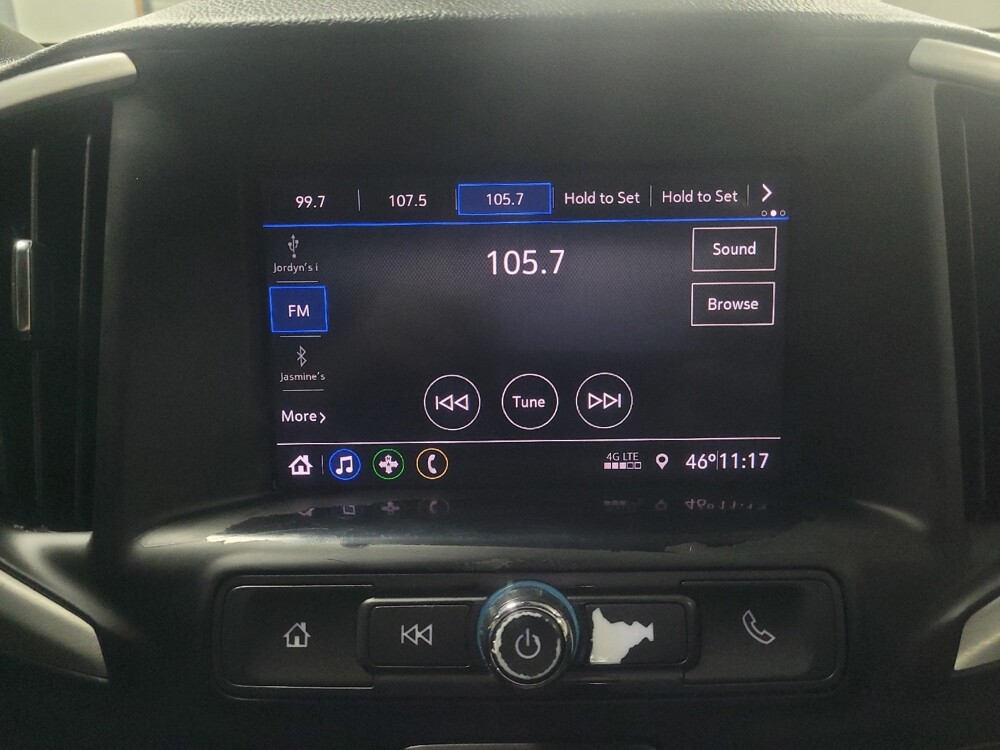 99.7 107.5 105.7 Hold to Set Hold to Set
Jordyn's i
105.7
Sound
FM
Browse
Jasmine's
More
Tune
4G LTE
46° 11:17